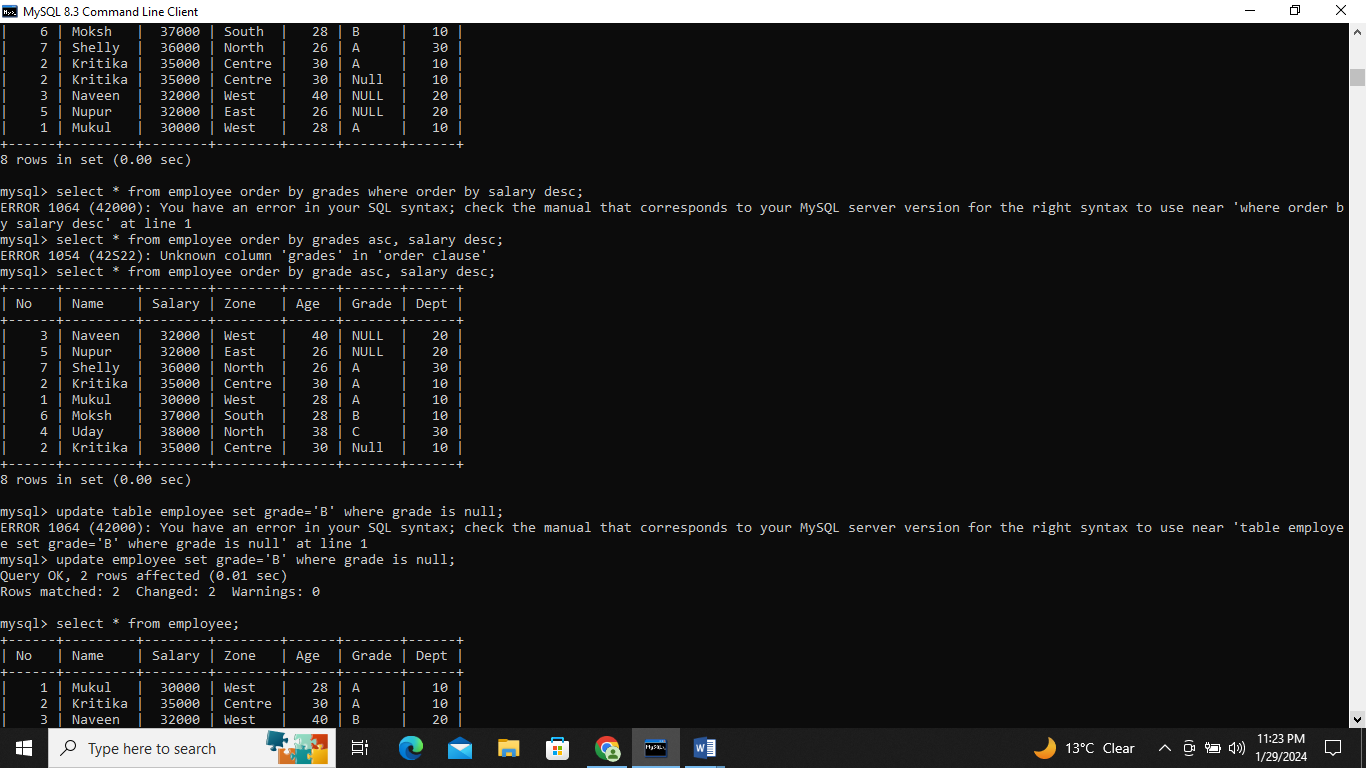 MySQL 8.3 Command Line Client
|    6 | Moksh   |  37000 | South  |   28 | B     |   10 |
|    7 | Shelly  |  36000 | North  |   26 | A     |   30 |
|    2 | Kritika |  35000 | Centre |   30 | A     |   10 |
|    2 | Kritika |  35000 | Centre |   30 | Null  |   10 |
|    3 | Naveen  |  32000 | West   |   40 | NULL  |   20 |
|    5 | Nupur   |  32000 | East   |   26 | NULL  |   20 |
|    1 | Mukul   |  30000 | West   |   28 | A     |   10 |
+------+---------+--------+--------+------+-------+------+
8 rows in set (0.00 sec)
mysql> select * from employee order by grades where order by salary desc;
ERROR 1064 (42000): You have an error in your SQL syntax; check the manual that corresponds to your MySQL server version for the right syntax to use near 'where order b
y salary desc' at line 1
mysql> select * from employee order by grades asc, salary desc;
ERROR 1054 (42S22): Unknown column 'grades' in 'order clause'
mysql> select * from employee order by grade asc, salary desc;
+------+---------+--------+--------+------+-------+------+
| No   | Name    | Salary | Zone   | Age  | Grade | Dept |
+------+---------+--------+--------+------+-------+------+
|    3 | Naveen  |  32000 | West   |   40 | NULL  |   20 |
|    5 | Nupur   |  32000 | East   |   26 | NULL  |   20 |
|    7 | Shelly  |  36000 | North  |   26 | A     |   30 |
|    2 | Kritika |  35000 | Centre |   30 | A     |   10 |
|    1 | Mukul   |  30000 | West   |   28 | A     |   10 |
|    6 | Moksh   |  37000 | South  |   28 | B     |   10 |
|    4 | Uday    |  38000 | North  |   38 | C     |   30 |
|    2 | Kritika |  35000 | Centre |   30 | Null  |   10 |
+------+---------+--------+--------+------+-------+------+
8 rows in set (0.00 sec)
mysql> update table employee set grade='B' where grade is null;
ERROR 1064 (42000): You have an error in your SQL syntax; check the manual that corresponds to your MySQL server version for the right syntax to use near 'table employe
e set grade='B' where grade is null' at line 1
mysql> update employee set grade='B' where grade is null;
Query OK, 2 rows affected (0.01 sec)
Rows matched: 2  Changed: 2  Warnings: 0
mysql> select * from employee;
+------+---------+--------+--------+------+-------+------+
| No   | Name    | Salary | Zone   | Age  | Grade | Dept |
+------+---------+--------+--------+------+-------+------+
|    1 | Mukul   |  30000 | West   |   28 | A     |   10 |
|    2 | Kritika |  35000 | Centre |   30 | A     |   10 |
|    3 | Naveen  |  32000 | West   |   40 | B     |   20 |
Type here to search
13°C Clear
11:23 PM
1/29/2024